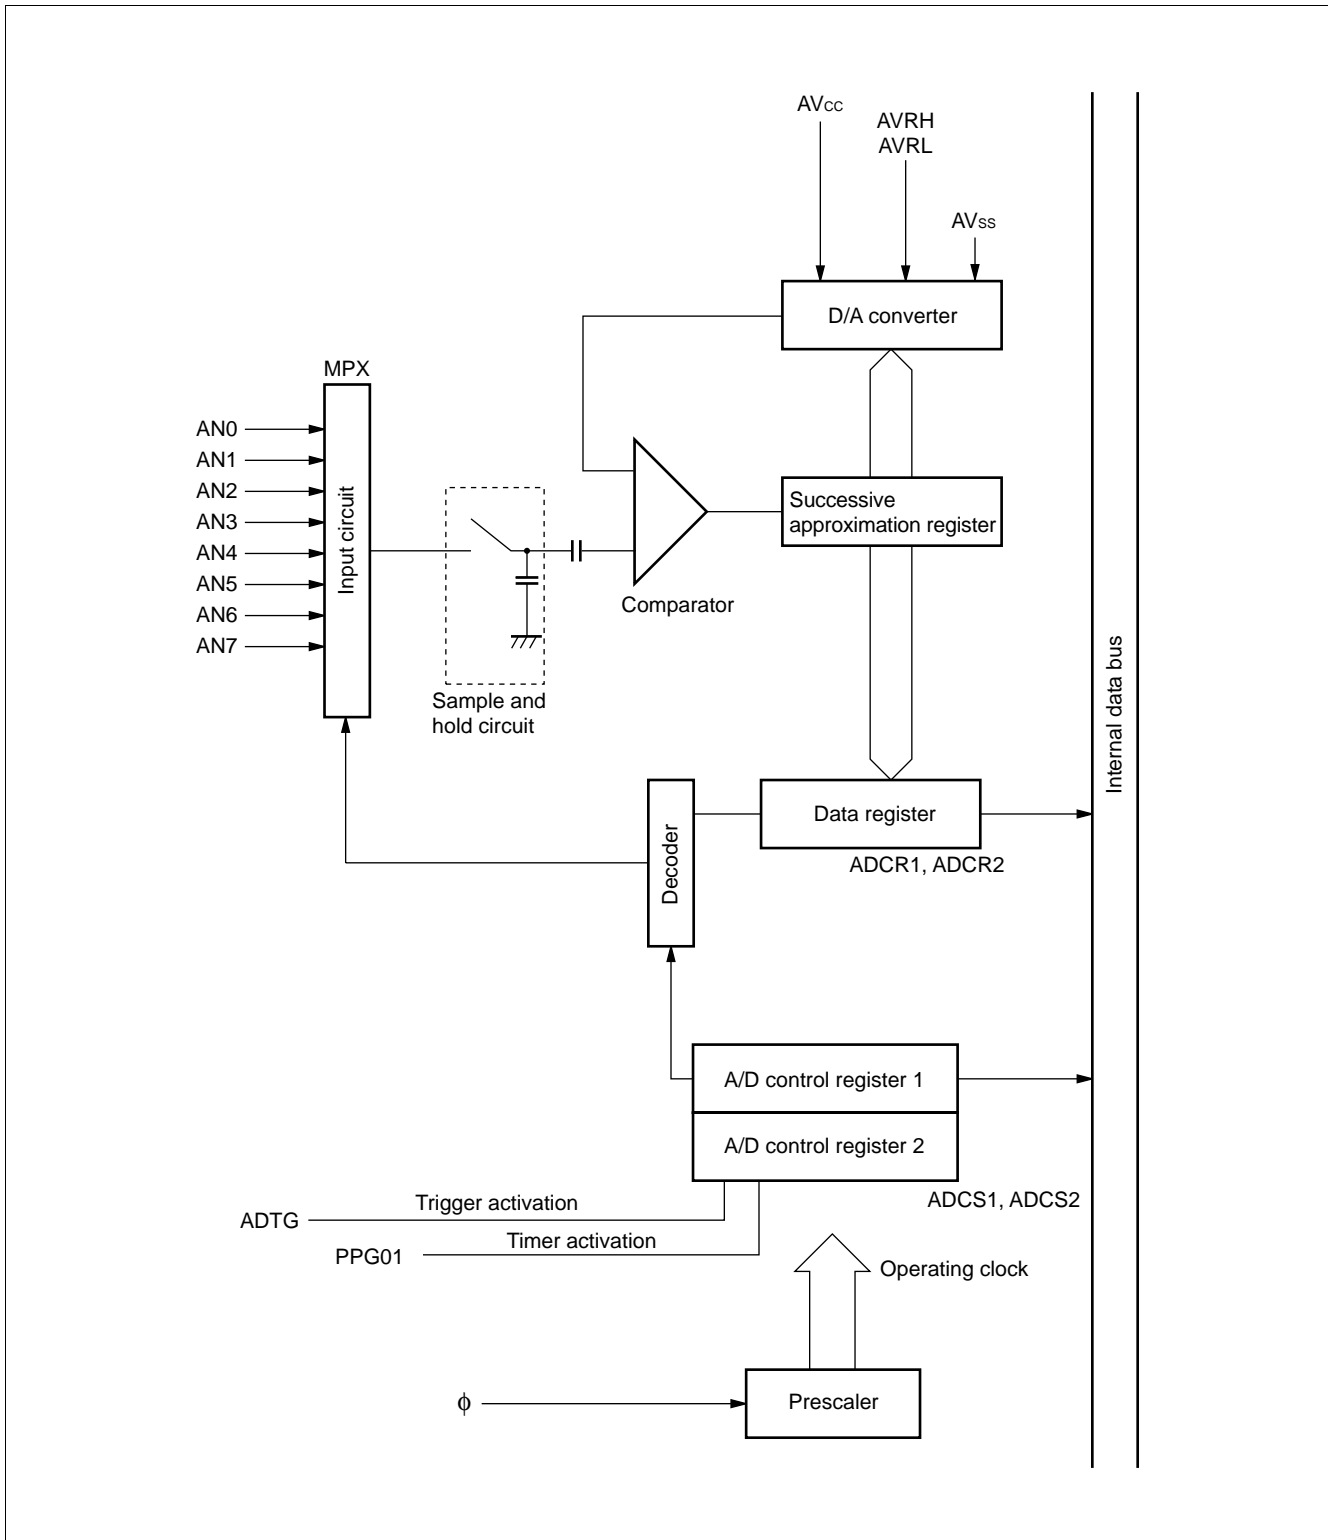 AVCC
AVRH
AVRL
AVSS
D/A converter
MPX
AN0
AN1
AN2
AN3
AN4
AN5
AN6
AN7
Input circuit
Successive
approximation register
Comparator
Sample and
hold circuit
Internal data bus
Data register
ADCR1, ADCR2
Decoder
A/D control register 1
A/D control register 2
ADCS1, ADCS2
Trigger activation
ADTG
Timer activation
PPG01
Operating clock
Prescaler
ϕ